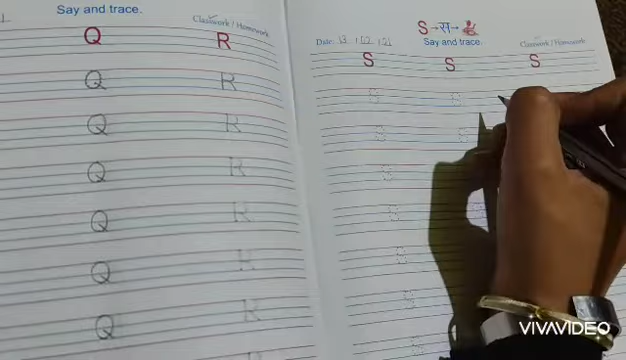 Say and trace.
Classwork / Homework
Q R
Q R
Q R
Q R
Q R
Q R
Q R
S→स→
Say and trace.
Date:
Classwork / Homework
S S S
S S
S S
S
S
S
S
S
VIVAVIDEO